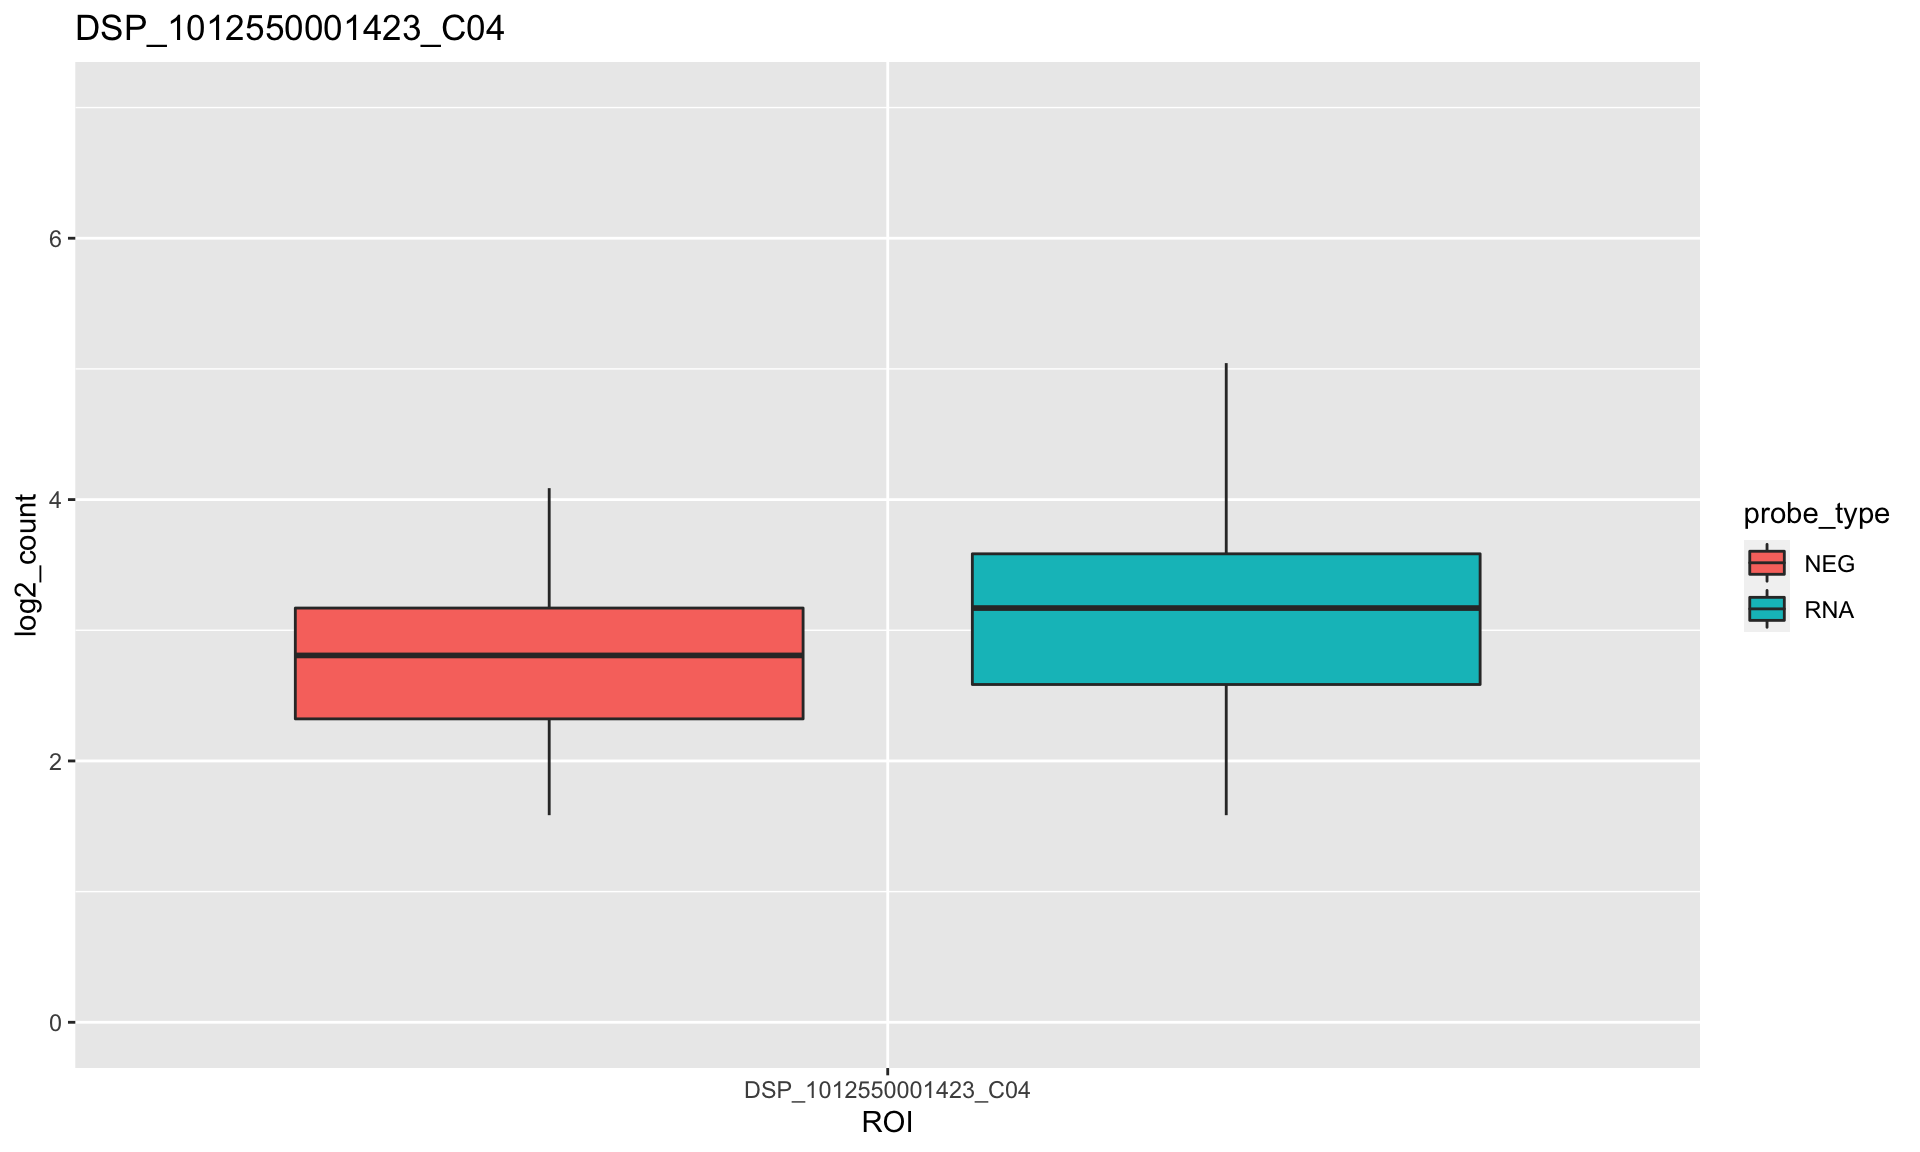 DSP_1012550001423_C04
log2_count
6
4
2
0
DSP_1012550001423_C04
ROI
probe_type
NEG
RNA